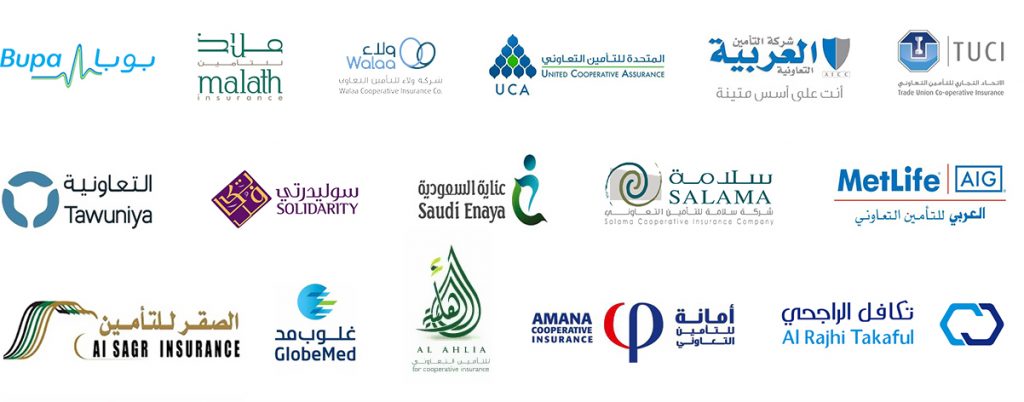 Bupa بوبا
ملاذ
للتأمين
malath
insurance
ولاء
Walaa
شركة ولاء للتأمين التعاوني
Walaa Cooperative Insurance Co.
UCA
المتحدة للتأمين التعاوني
UNITED COOPERATIVE ASSURANCE
شركة التأمين
العربية
التعاونية
AICC
أنت على أسس متينة
TUCI
الاتحاد التجاري للتأمين التعاوني
Trade Union Co-operative Insurance
التعاونية
Tawuniya
سوليدرتي
SOLIDARITY
عناية السعودية
Saudi Enaya
سلامة
SALAMA
شركة سلامة للتأمين التعاوني
Salama Cooperative Insurance Company
MetLife AIG
العربي للتأمين التعاوني
الصقر للتأمين
Al SAGR INSURANCE
غلوب مد
GlobeMed
الأهلية
AL AHLIA
للتأمين التعاوني
for cooperative insurance
AMANA
COOPERATIVE
INSURANCE
أمانة
للتأمين
التعاوني
تكافل الراجحي
Al Rajhi Takaful